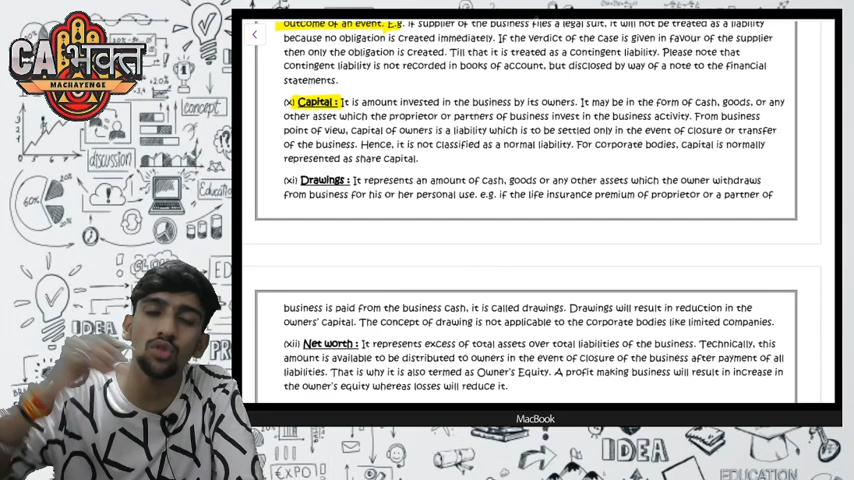 CA भक्त
MACHAYENGE
concept
discussion
60%
20%
Educatio
IDEA
PR
outcome of an event. E.g. If supplier of the business files a legal suit, it will not be treated as a liability
because no obligation is created immediately. If the verdict of the case is given in favour of the supplier
then only the obligation is created. Till that it is treated as a contingent liability. Please note that
contingent liability is not recorded in books of account, but disclosed by way of a note to the financial
statements.
(x) Capital : It is amount invested in the business by its owners. It may be in the form of cash, goods, or any
other asset which the proprietor or partners of business invest in the business activity. From business
point of view, capital of owners is a liability which is to be settled only in the event of closure or transfer
of the business. Hence, it is not classified as a normal liability. For corporate bodies, capital is normally
represented as share capital.
(xi) Drawings : It represents an amount of cash, goods or any other assets which the owner withdraws
from business for his or her personal use. e.g. if the life insurance premium of proprietor or a partner of
business is paid from the business cash, it is called drawings. Drawings will result in reduction in the
owners' capital. The concept of drawing is not applicable to the corporate bodies like limited companies.
(xii) Net worth : It represents excess of total assets over total liabilities of the business. Technically, this
amount is available to be distributed to owners in the event of closure of the business after payment of all
liabilities. That is why it is also termed as Owner's Equity. A profit making business will result in increase in
the owner's equity whereas losses will reduce it.
MacBook
EXPO
IDEA
EDUCATION